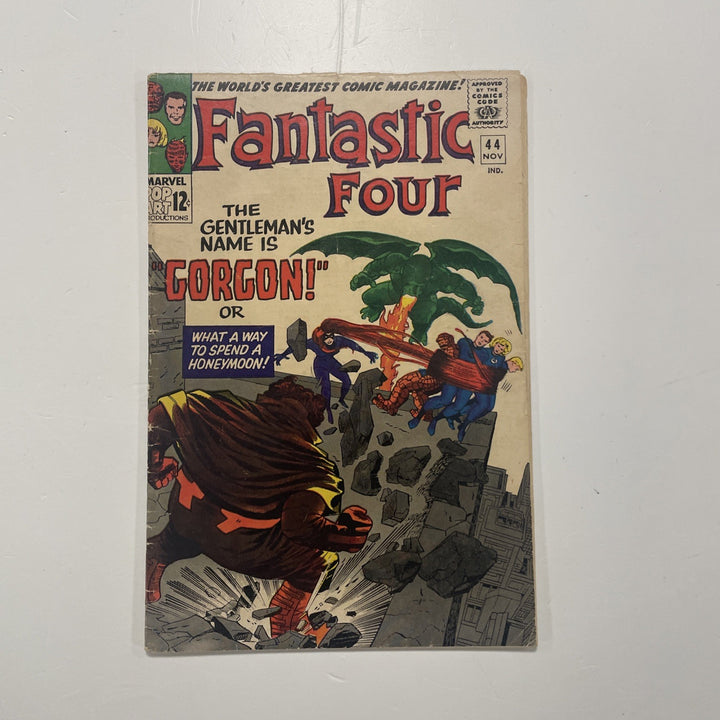 THE WORLD'S GREATEST COMIC MAGAZINE!
APPROVED
BY THE
COMICS
CODE
AUTHORITY
FANTASTIC
FOUR
44
NOV
IND.
MARVEL
POP
ART
PRODUCTIONS
12¢
THE
GENTLEMAN'S
NAME IS
"GORGON!"
OR
WHAT A WAY
TO SPEND A
HONEYMOON!